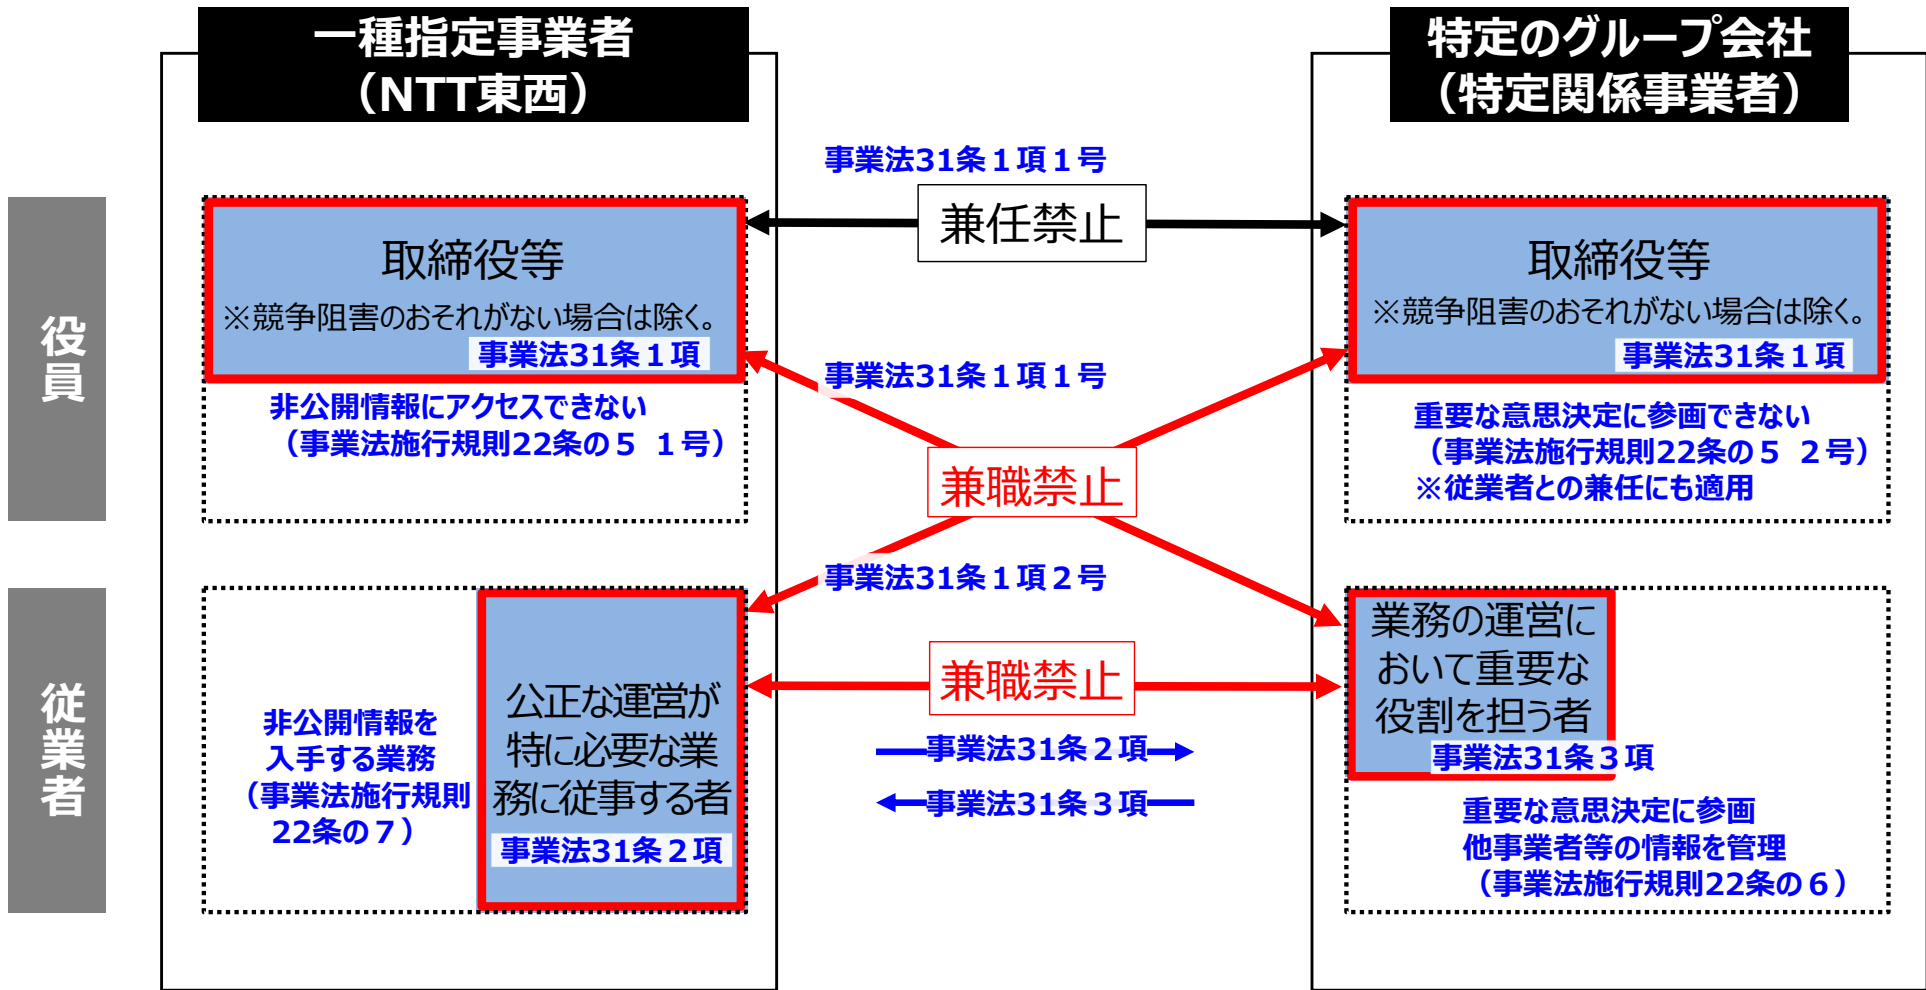 一種指定事業者
（NTT東西）
特定のグループ会社
（特定関係事業者）
役員
従業者
取締役等
※競争阻害のおそれがない場合は除く。
事業法31条１項
非公開情報にアクセスできない
（事業法施行規則22条の５ １号）
事業法31条１項１号
兼任禁止
事業法31条１項１号
兼職禁止
事業法31条１項２号
取締役等
※競争阻害のおそれがない場合は除く。
事業法31条１項
重要な意思決定に参画できない
（事業法施行規則22条の５ ２号）
※従業者との兼任にも適用
非公開情報を
入手する業務
（事業法施行規則
22条の７）
公正な運営が
特に必要な業
務に従事する者
事業法31条２項
兼職禁止
事業法31条２項
事業法31条３項
業務の運営に
おいて重要な
役割を担う者
事業法31条３項
重要な意思決定に参画
他事業者等の情報を管理
（事業法施行規則22条の６）